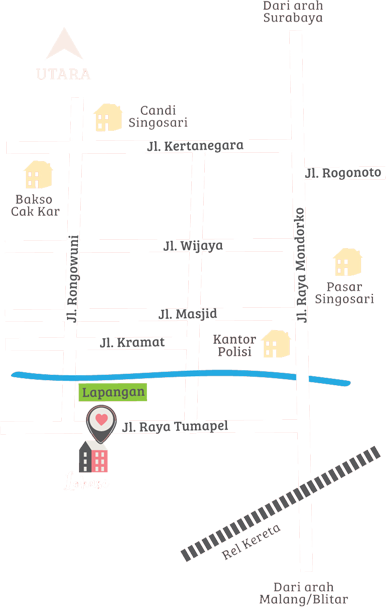 Dari arah
Surabaya
UTARA
Candi
Singosari
Jl. Kertanegara
Jl. Rogonoto
Bakso
Cak Kar
Jl. Rongowuni
Jl. Wijaya
Jl. Raya Mondorko
Pasar
Singosari
Jl. Masjid
Jl. Kramat
Kantor
Polisi
Lapangan
Jl. Raya Tumapel
Rel Kereta
Dari arah
Malang/Blitar